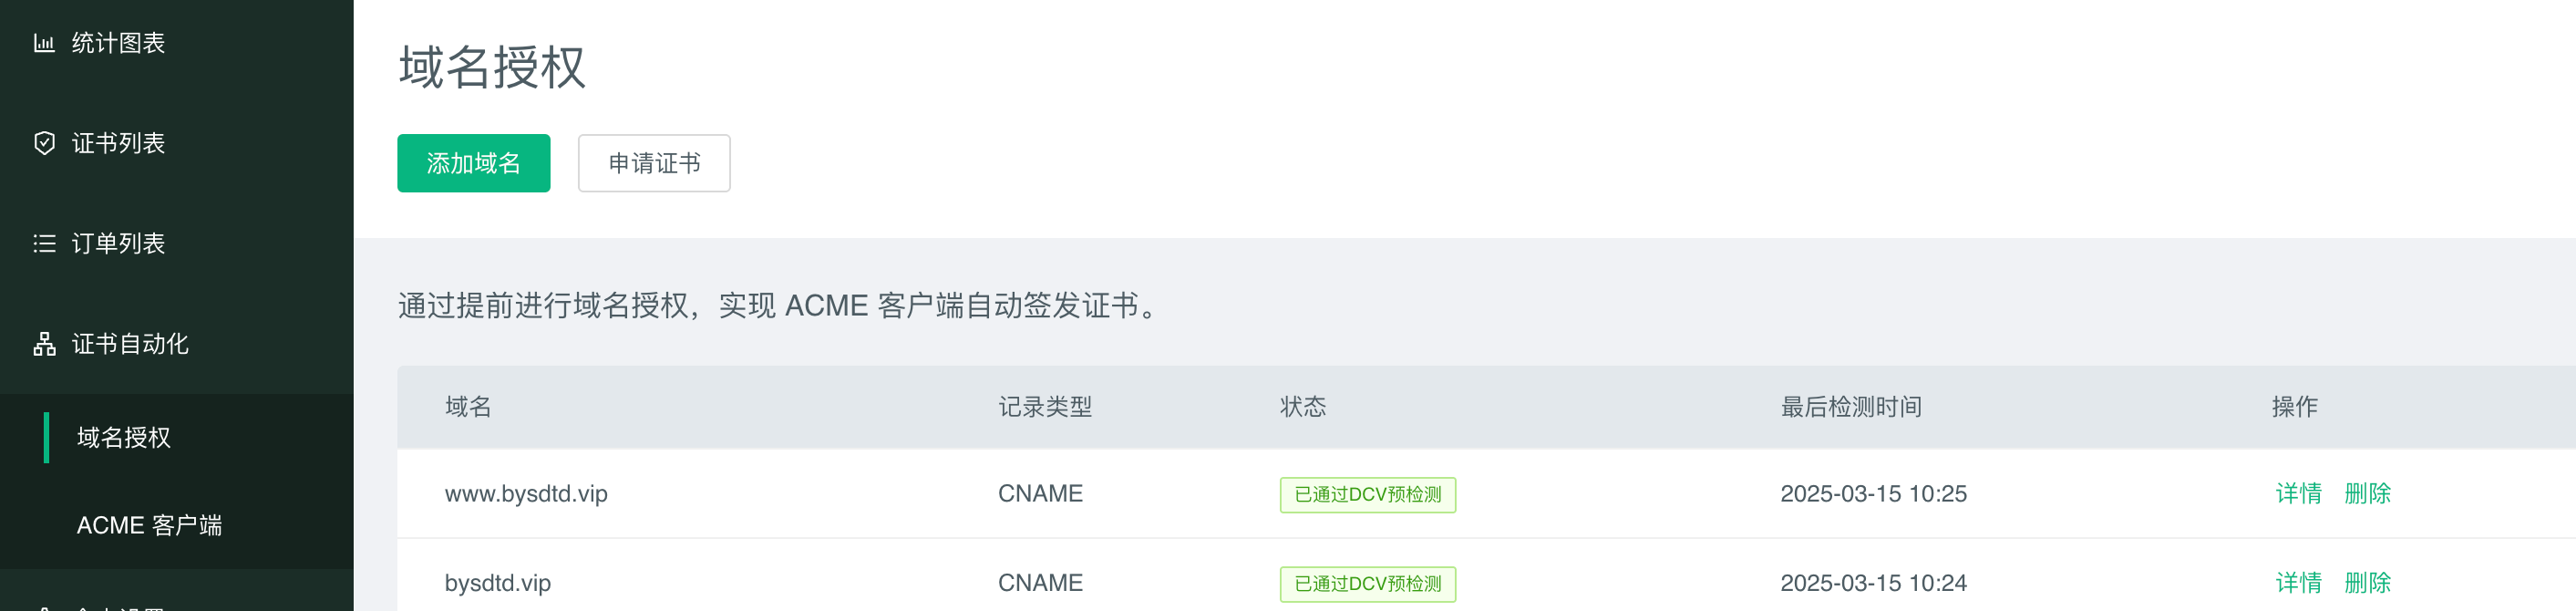 统计图表
证书列表
订单列表
证书自动化
域名授权
ACME 客户端
域名授权
添加域名 申请证书
通过提前进行域名授权，实现 ACME 客户端自动签发证书。
域名 记录类型 状态 最后检测时间 操作
www.bysdtd.vip CNAME 已通过DCV预检测 2025-03-15 10:25 详情 删除
bysdtd.vip CNAME 已通过DCV预检测 2025-03-15 10:24 详情 删除